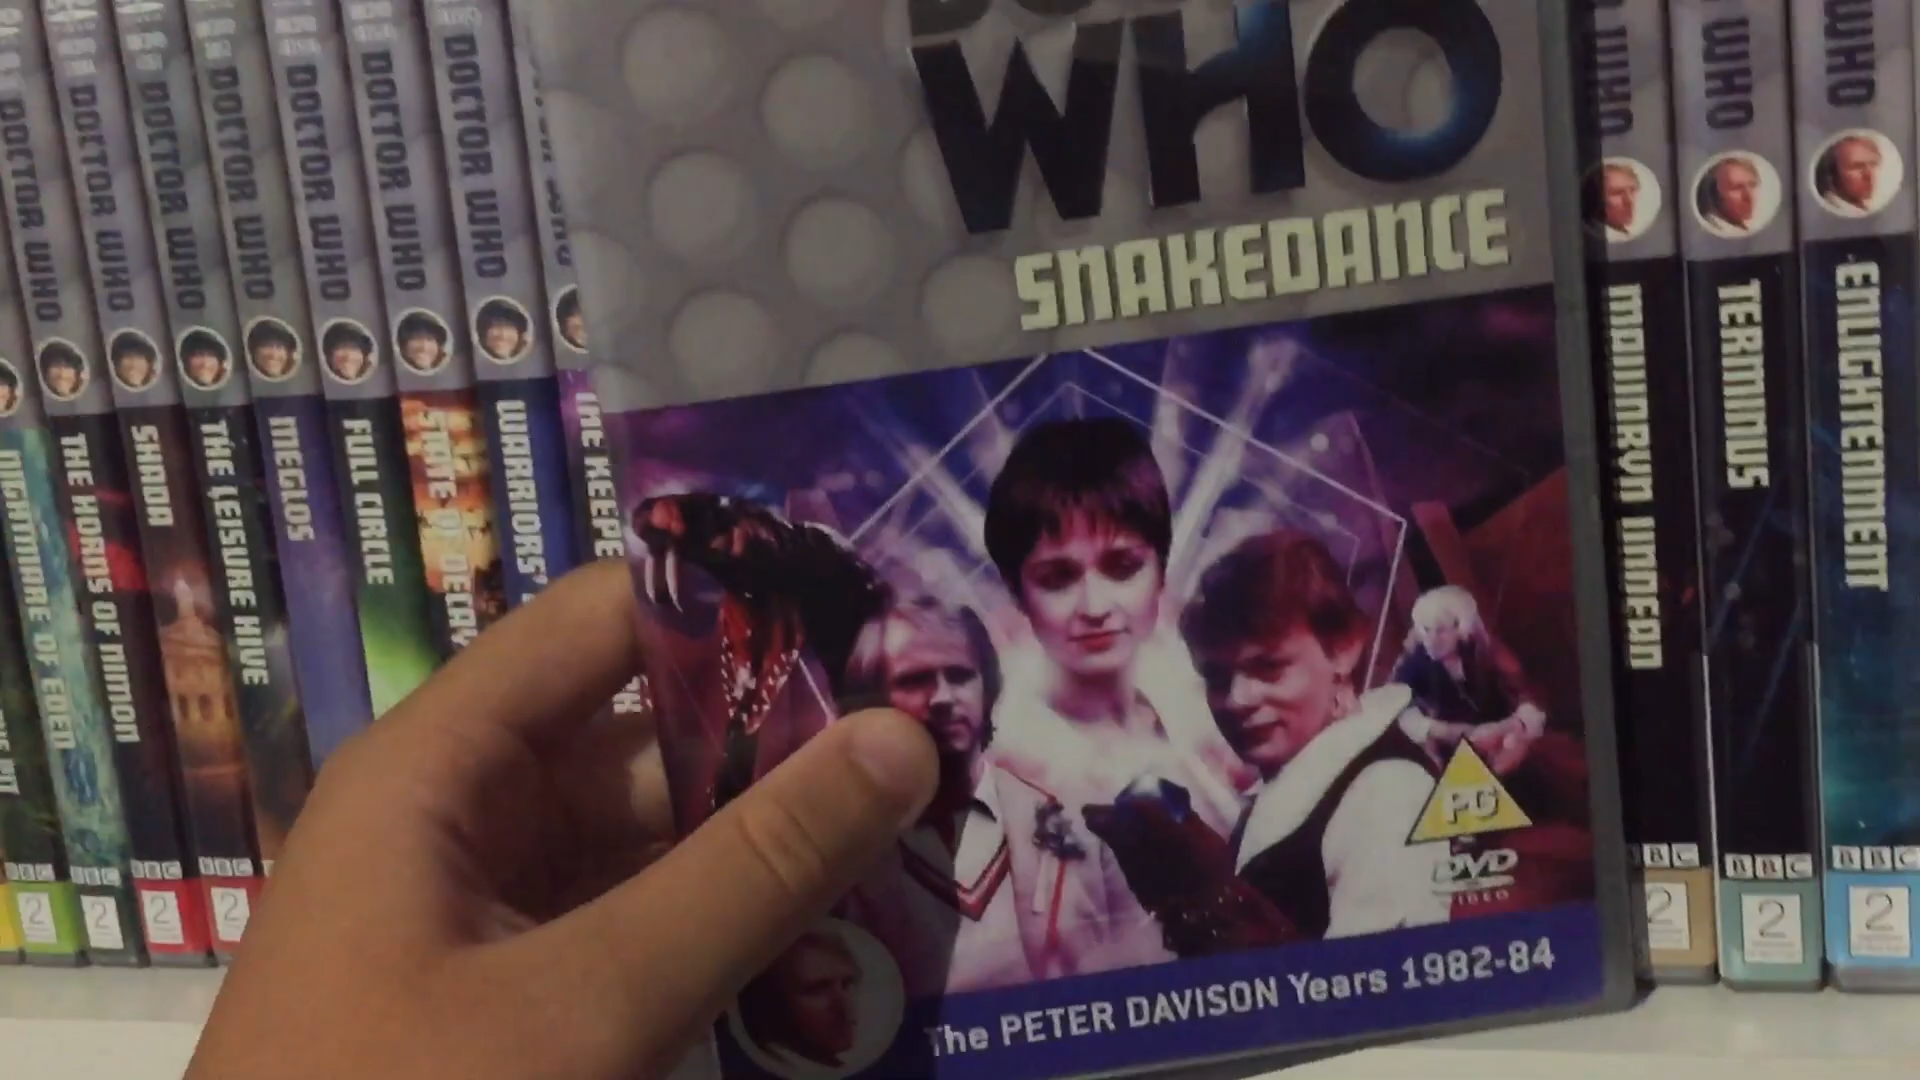 WHO
SNAKEDANCE
PG
DVD
VIDEO
The PETER DAVISON Years 1982-84
DOCTOR WHO
NIGHTMARE OF EDEN
BBC
2
DOCTOR WHO
THE HORNS OF NIMON
BBC
2
DOCTOR WHO
SHADA
BBC
2
DOCTOR WHO
THE LEISURE HIVE
BBC
2
DOCTOR WHO
MEGLOS
DOCTOR WHO
FULL CIRCLE
DOCTOR WHO
STATE OF DECAY
WARRIORS'
THE KEEPE
WHO
MAWDRYN UNDEAD
BBC
2
WHO
TERMINUS
BBC
2
WHO
ENLIGHTENMENT
BBC
2